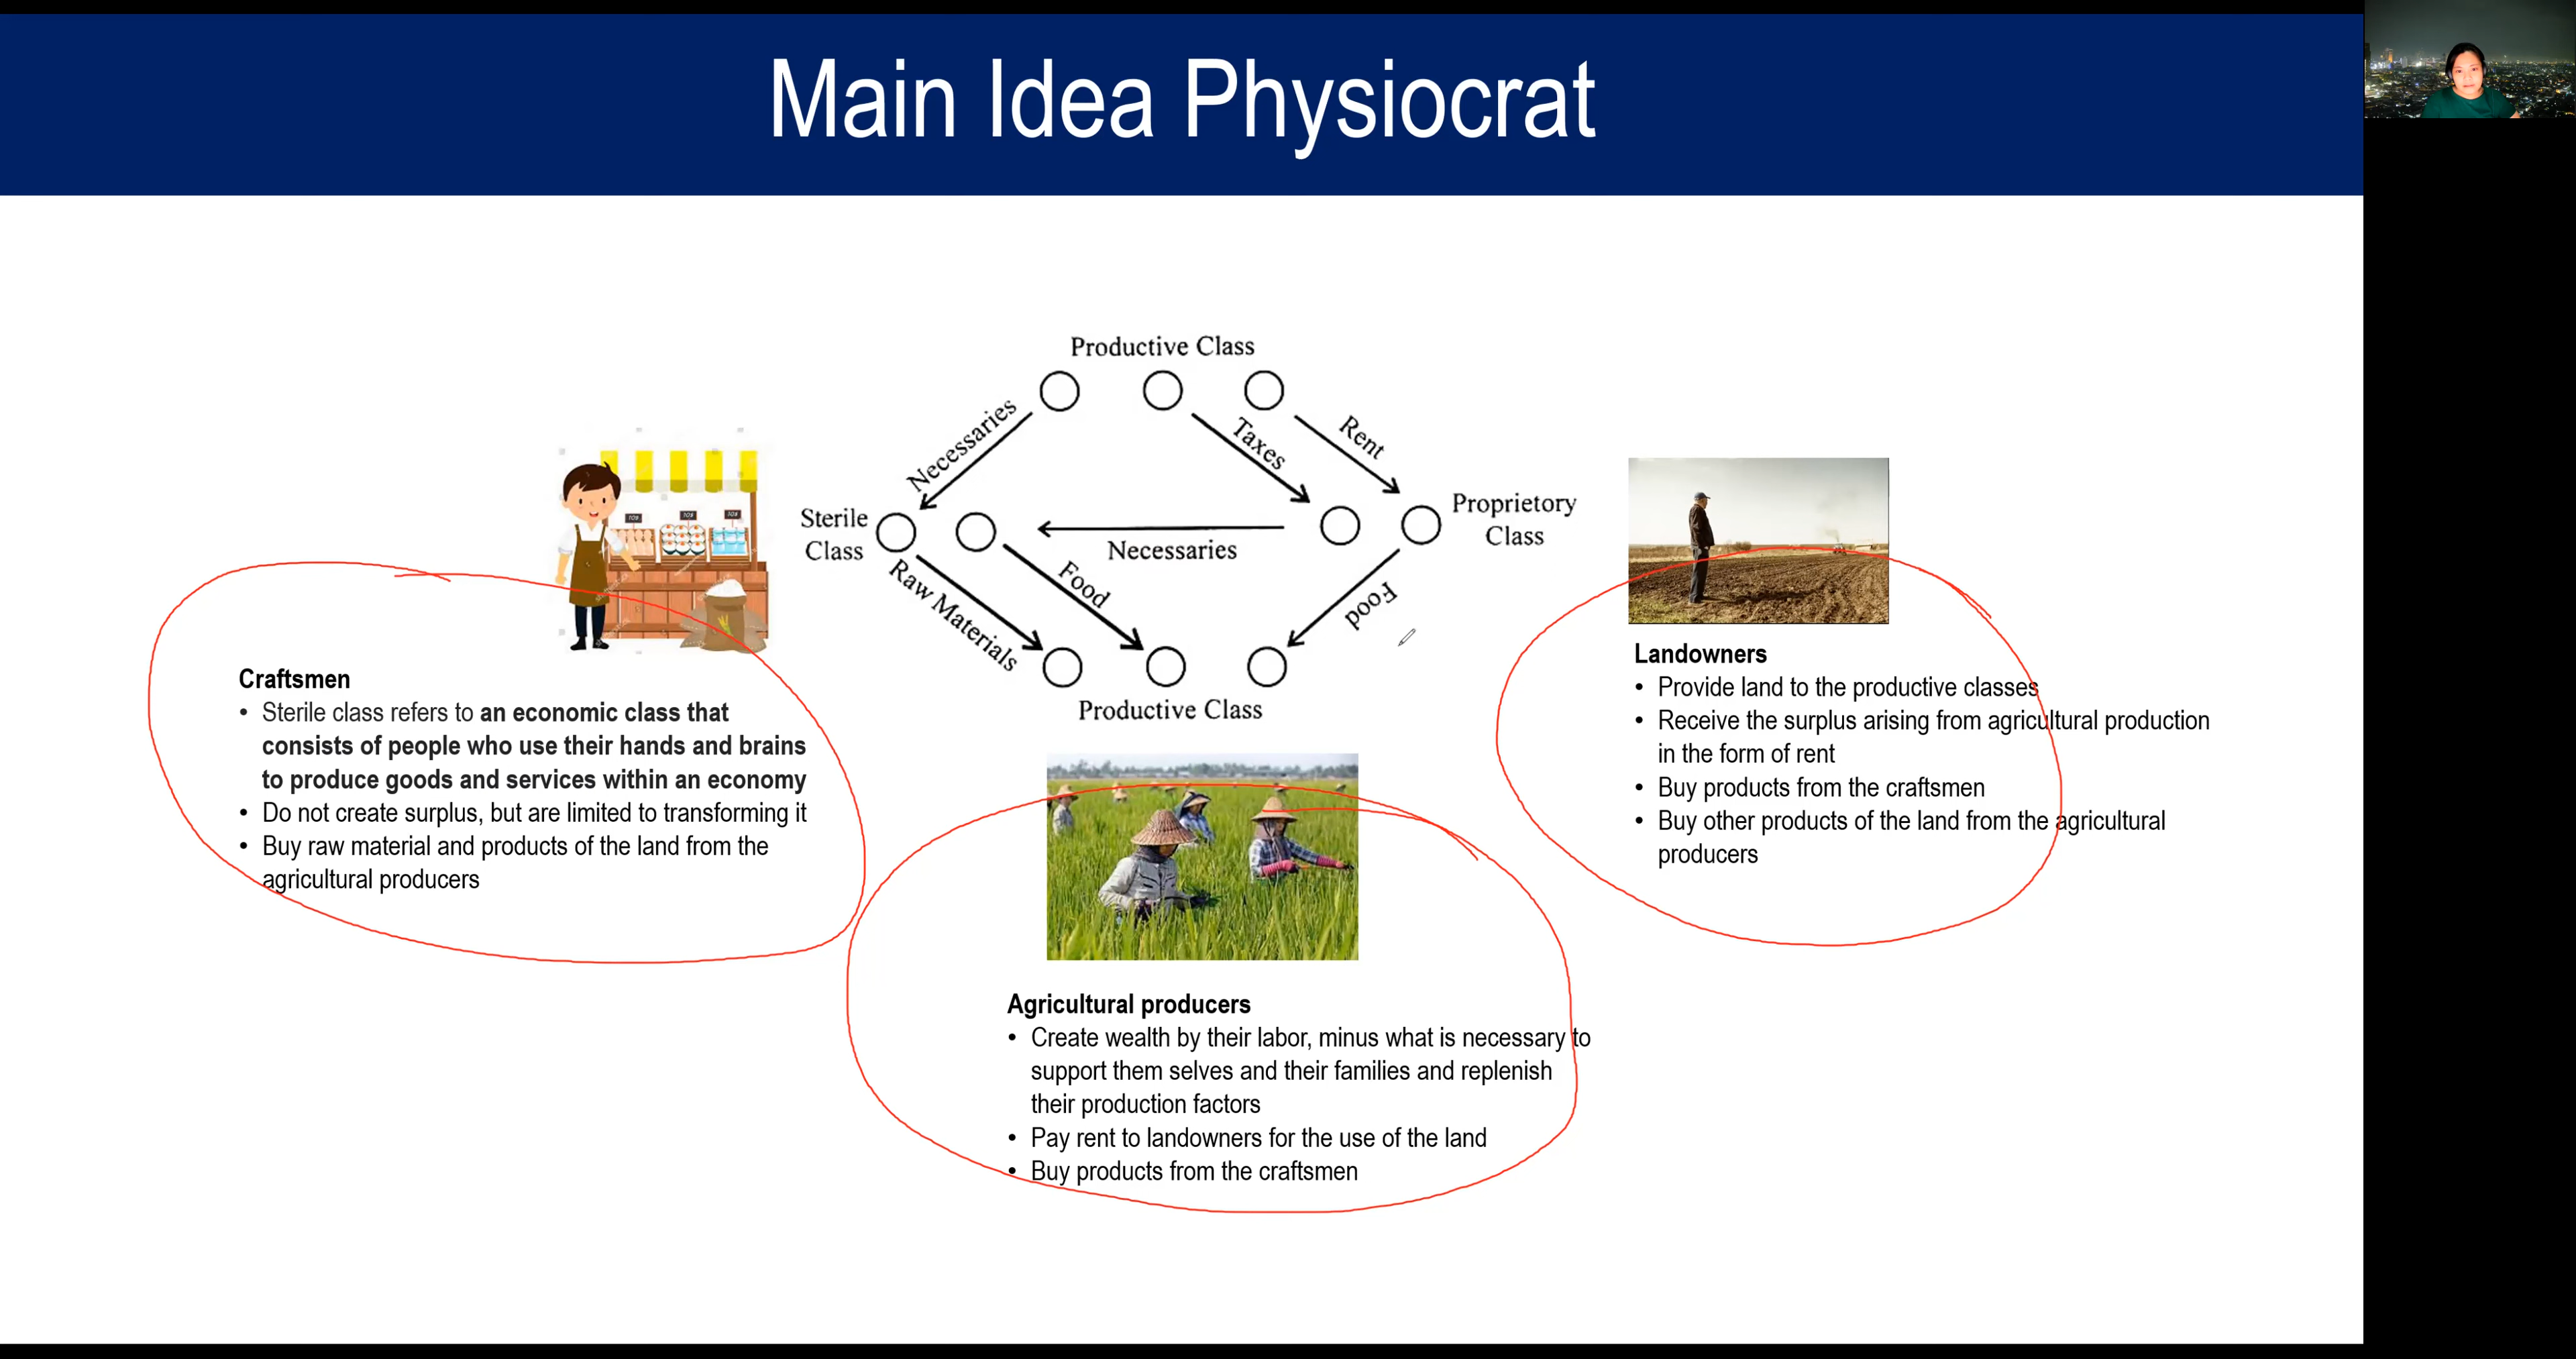 Main Idea Physiocrat
Productive Class
Necessaries
Taxes
Rent
Sterile
Class
Necessaries
Proprietory
Class
Raw Materials
Food
Food
Productive Class
Craftsmen
• Sterile class refers to an economic class that
consists of people who use their hands and brains
to produce goods and services within an economy
• Do not create surplus, but are limited to transforming it
• Buy raw material and products of the land from the
agricultural producers
Agricultural producers
• Create wealth by their labor, minus what is necessary to
support them selves and their families and replenish
their production factors
• Pay rent to landowners for the use of the land
• Buy products from the craftsmen
Landowners
• Provide land to the productive classes
• Receive the surplus arising from agricultural production
in the form of rent
• Buy products from the craftsmen
• Buy other products of the land from the agricultural
producers